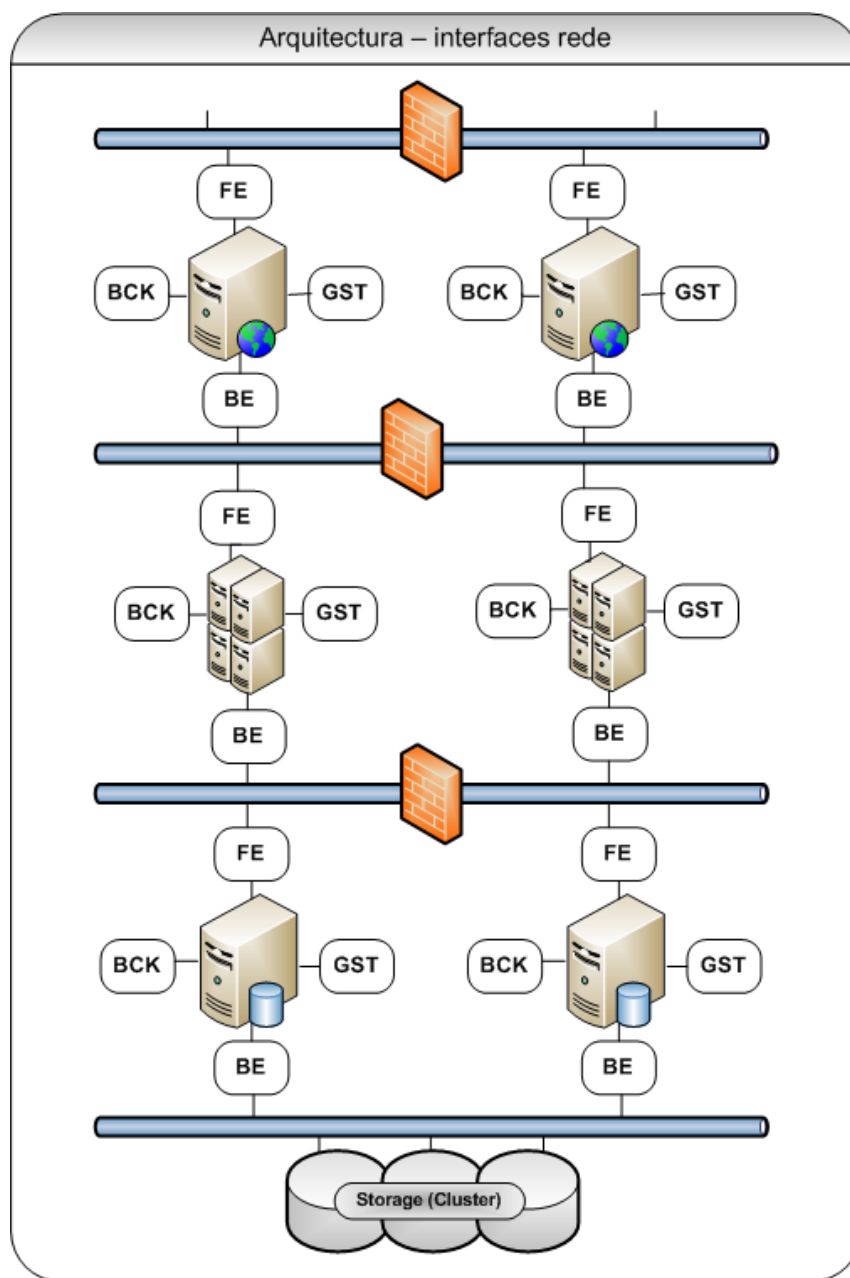 Arquitectura – interfaces rede
FE
FE
BCK
GST
BCK
GST
BE
BE
FE
FE
BCK
GST
BCK
GST
BE
BE
FE
FE
BCK
GST
BCK
GST
BE
BE
Storage (Cluster)